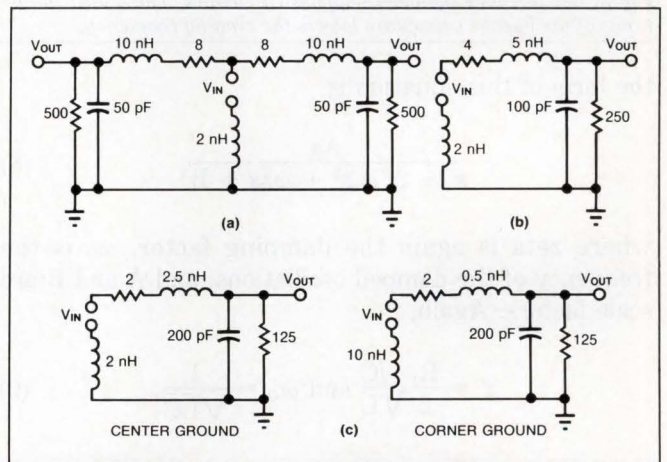 VOUT
10 nH
8
8
10 nH
VOUT
500
50 pF
VIN
2 nH
50 pF
500
(a)
4
5 nH
VOUT
VIN
2 nH
100 pF
250
(b)
2
2.5 nH
VOUT
VIN
2 nH
200 pF
125
CENTER GROUND
(c)
2
0.5 nH
VOUT
VIN
10 nH
200 pF
125
CORNER GROUND